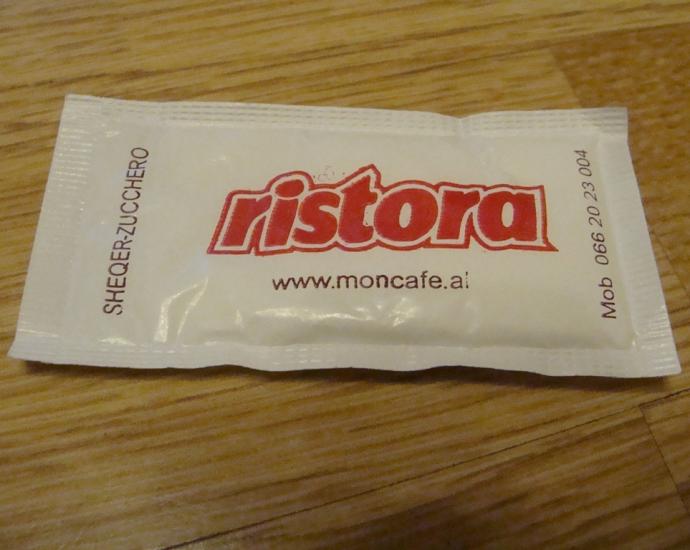 SHEQER-ZUCCHERO
ristora
www.moncafe.al
Mob 066 20 23 004